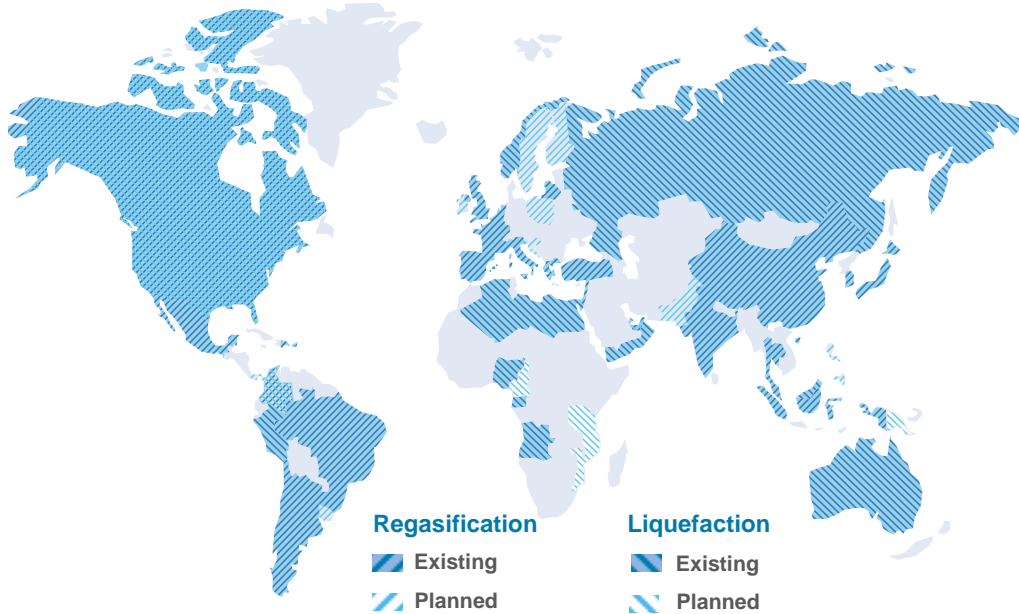 Regasification
Existing
Planned
Liquefaction
Existing
Planned